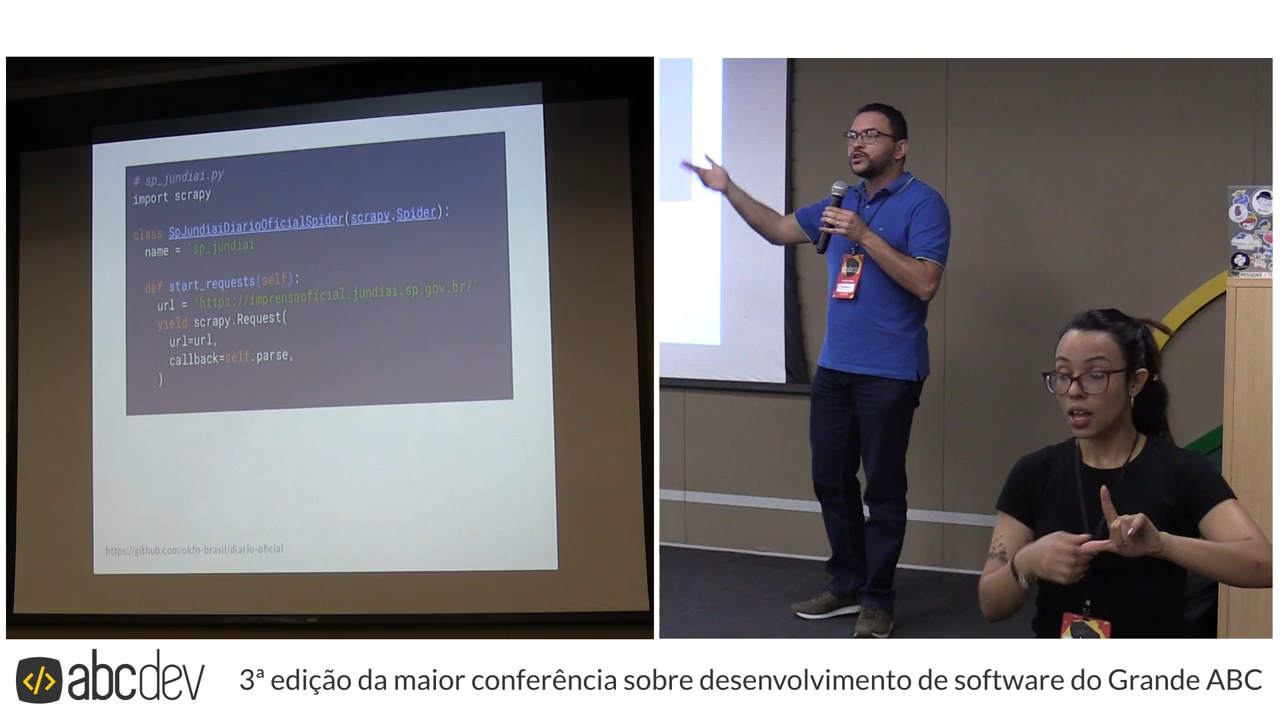 # sp_jundiai.py
import scrapy
class SpJundiaiDiarioOficialSpider(scrapy.Spider):
name = 'sp_jundiai'
def start_requests(self):
url = 'https://imprensaoficial.jundiai.sp.gov.br/'
yield scrapy.Request(
url=url,
callback=self.parse,
)
https://github.com/okfn-brasil/diario-oficial
</> abcdev
3ª edição da maior conferência sobre desenvolvimento de software do Grande ABC